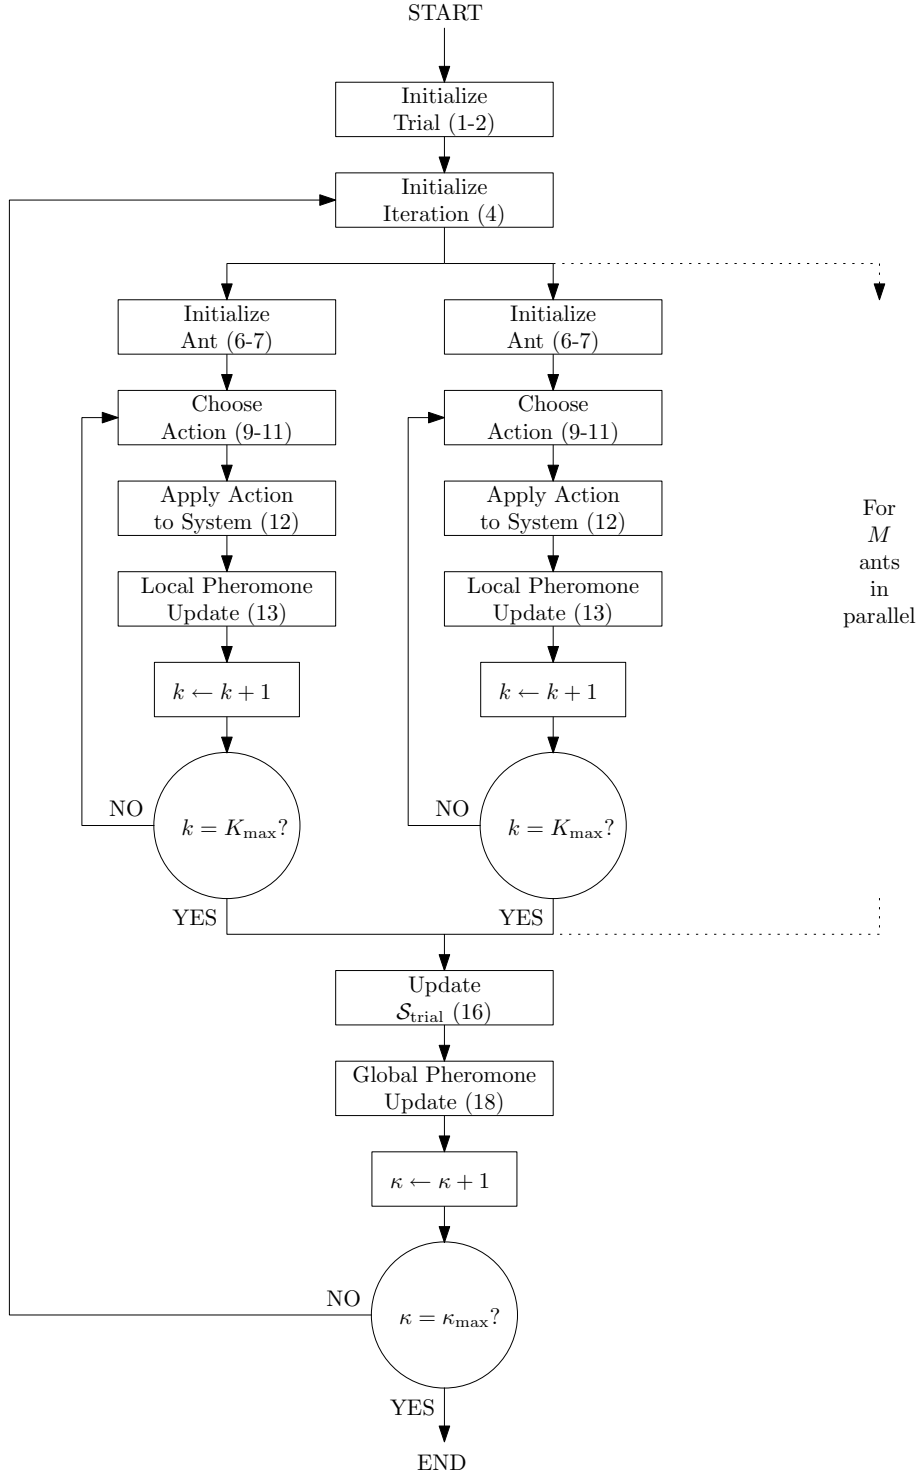 START
Initialize
Trial (1-2)
Initialize
Iteration (4)
Initialize
Ant (6-7)
Choose
Action (9-11)
Apply Action
to System (12)
Local Pheromone
Update (13)
k ← k + 1
k = K_max?
NO
YES
Initialize
Ant (6-7)
Choose
Action (9-11)
Apply Action
to System (12)
Local Pheromone
Update (13)
k ← k + 1
k = K_max?
NO
YES
For
M
ants
in
parallel
Update
𝒮_trial (16)
Global Pheromone
Update (18)
κ ← κ + 1
κ = κ_max?
NO
YES
END